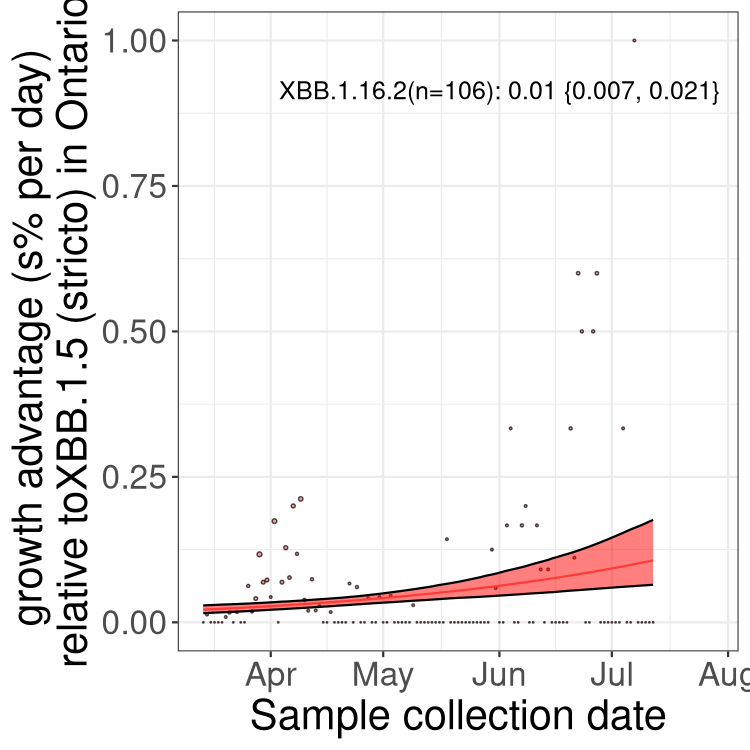 growth advantage (s% per day)
relative toXBB.1.5 (stricto) in Ontario
1.00
0.75
0.50
0.25
0.00
XBB.1.16.2(n=106): 0.01 {0.007, 0.021}
Apr May Jun Jul Aug
Sample collection date